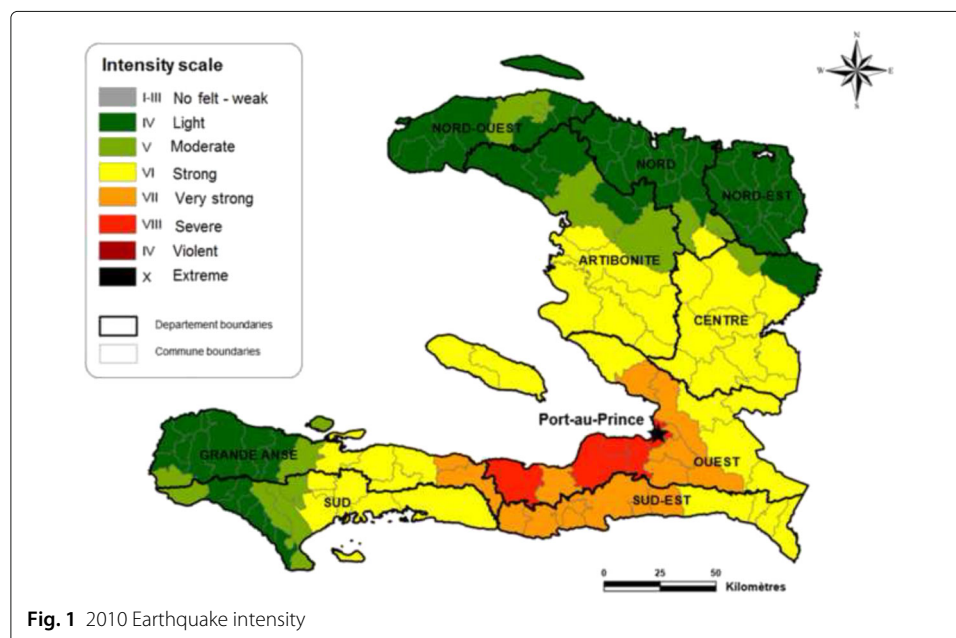 Intensity scale
I-III No felt - weak
IV Light
V Moderate
VI Strong
VII Very strong
VIII Severe
IV Violent
X Extreme
Departement boundaries
Commune boundaries
N
W E
S
NORD-OUEST
NORD
NORD-EST
ARTIBONITE
CENTRE
Port-au-Prince
OUEST
GRANDE ANSE
SUD
SUD-EST
0 25 50
Kilomètres
Fig. 1 2010 Earthquake intensity